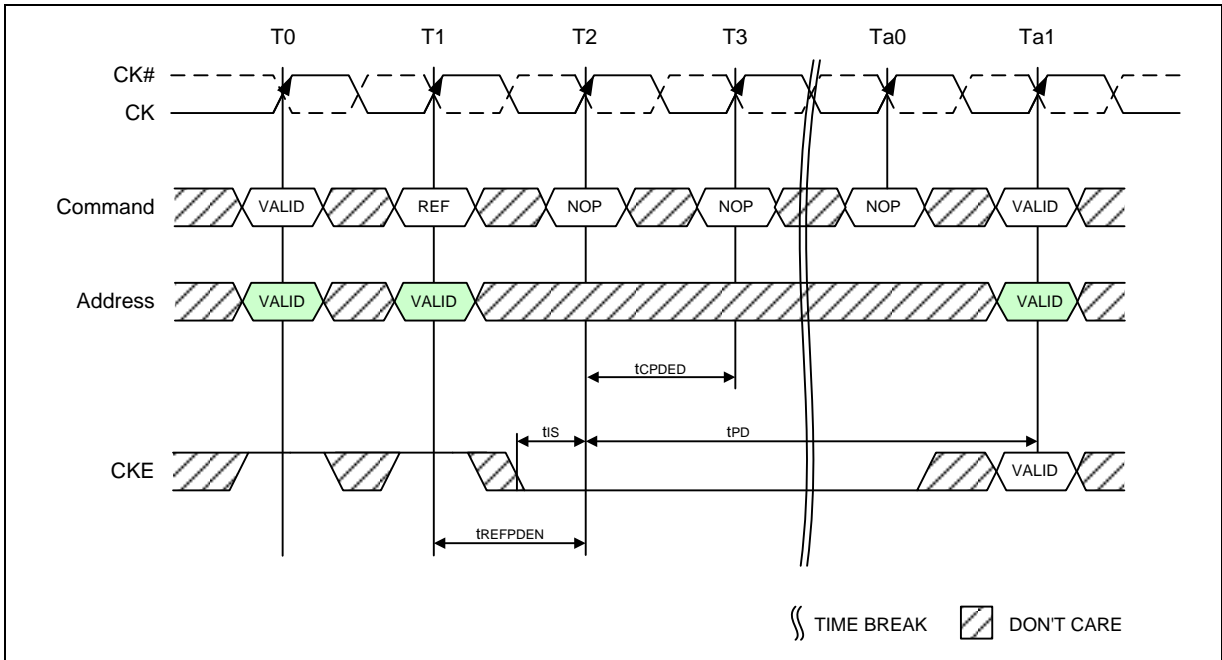 T0 T1 T2 T3 Ta0 Ta1
CK#
CK
Command VALID REF NOP NOP NOP VALID
Address VALID VALID VALID
tCPDED
tIS tPD
CKE VALID
tREFPDEN
TIME BREAK DON'T CARE